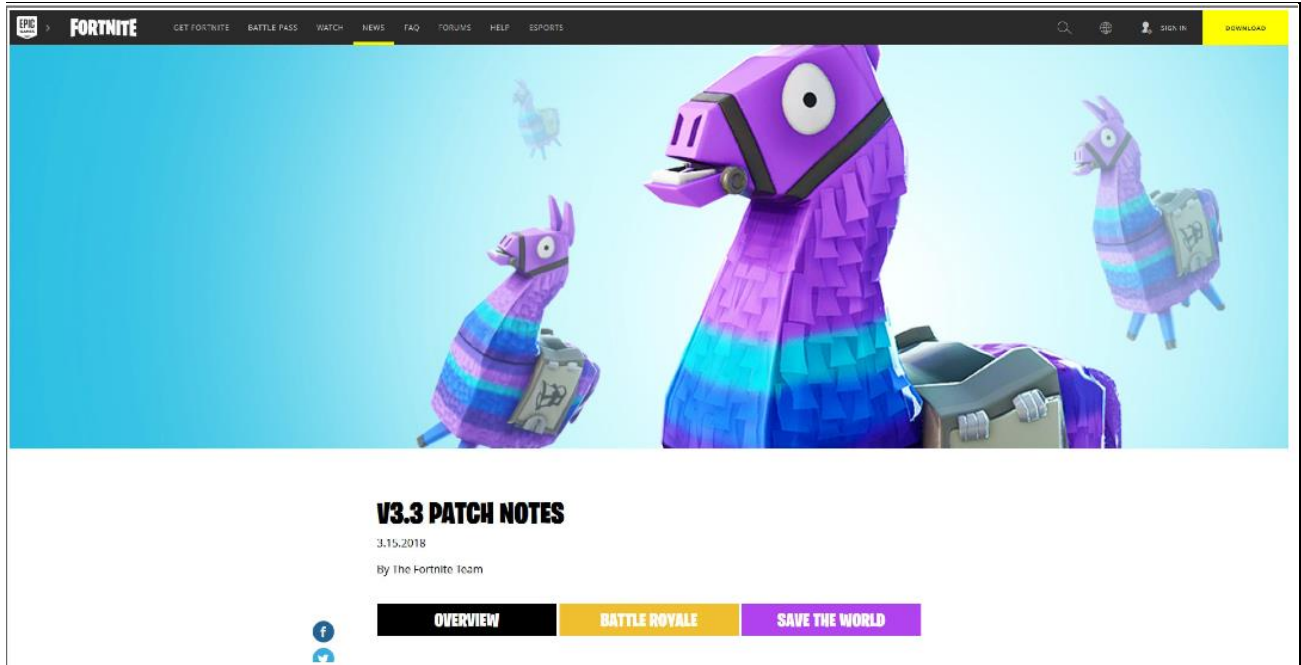 EPIC GAMES FORTNITE GET FORTNITE BATTLE PASS WATCH NEWS FAQ FORUMS HELP ESPORTS SIGN IN DOWNLOAD
V3.3 PATCH NOTES
3.15.2018
By The Fortnite Team
OVERVIEW BATTLE ROYALE SAVE THE WORLD